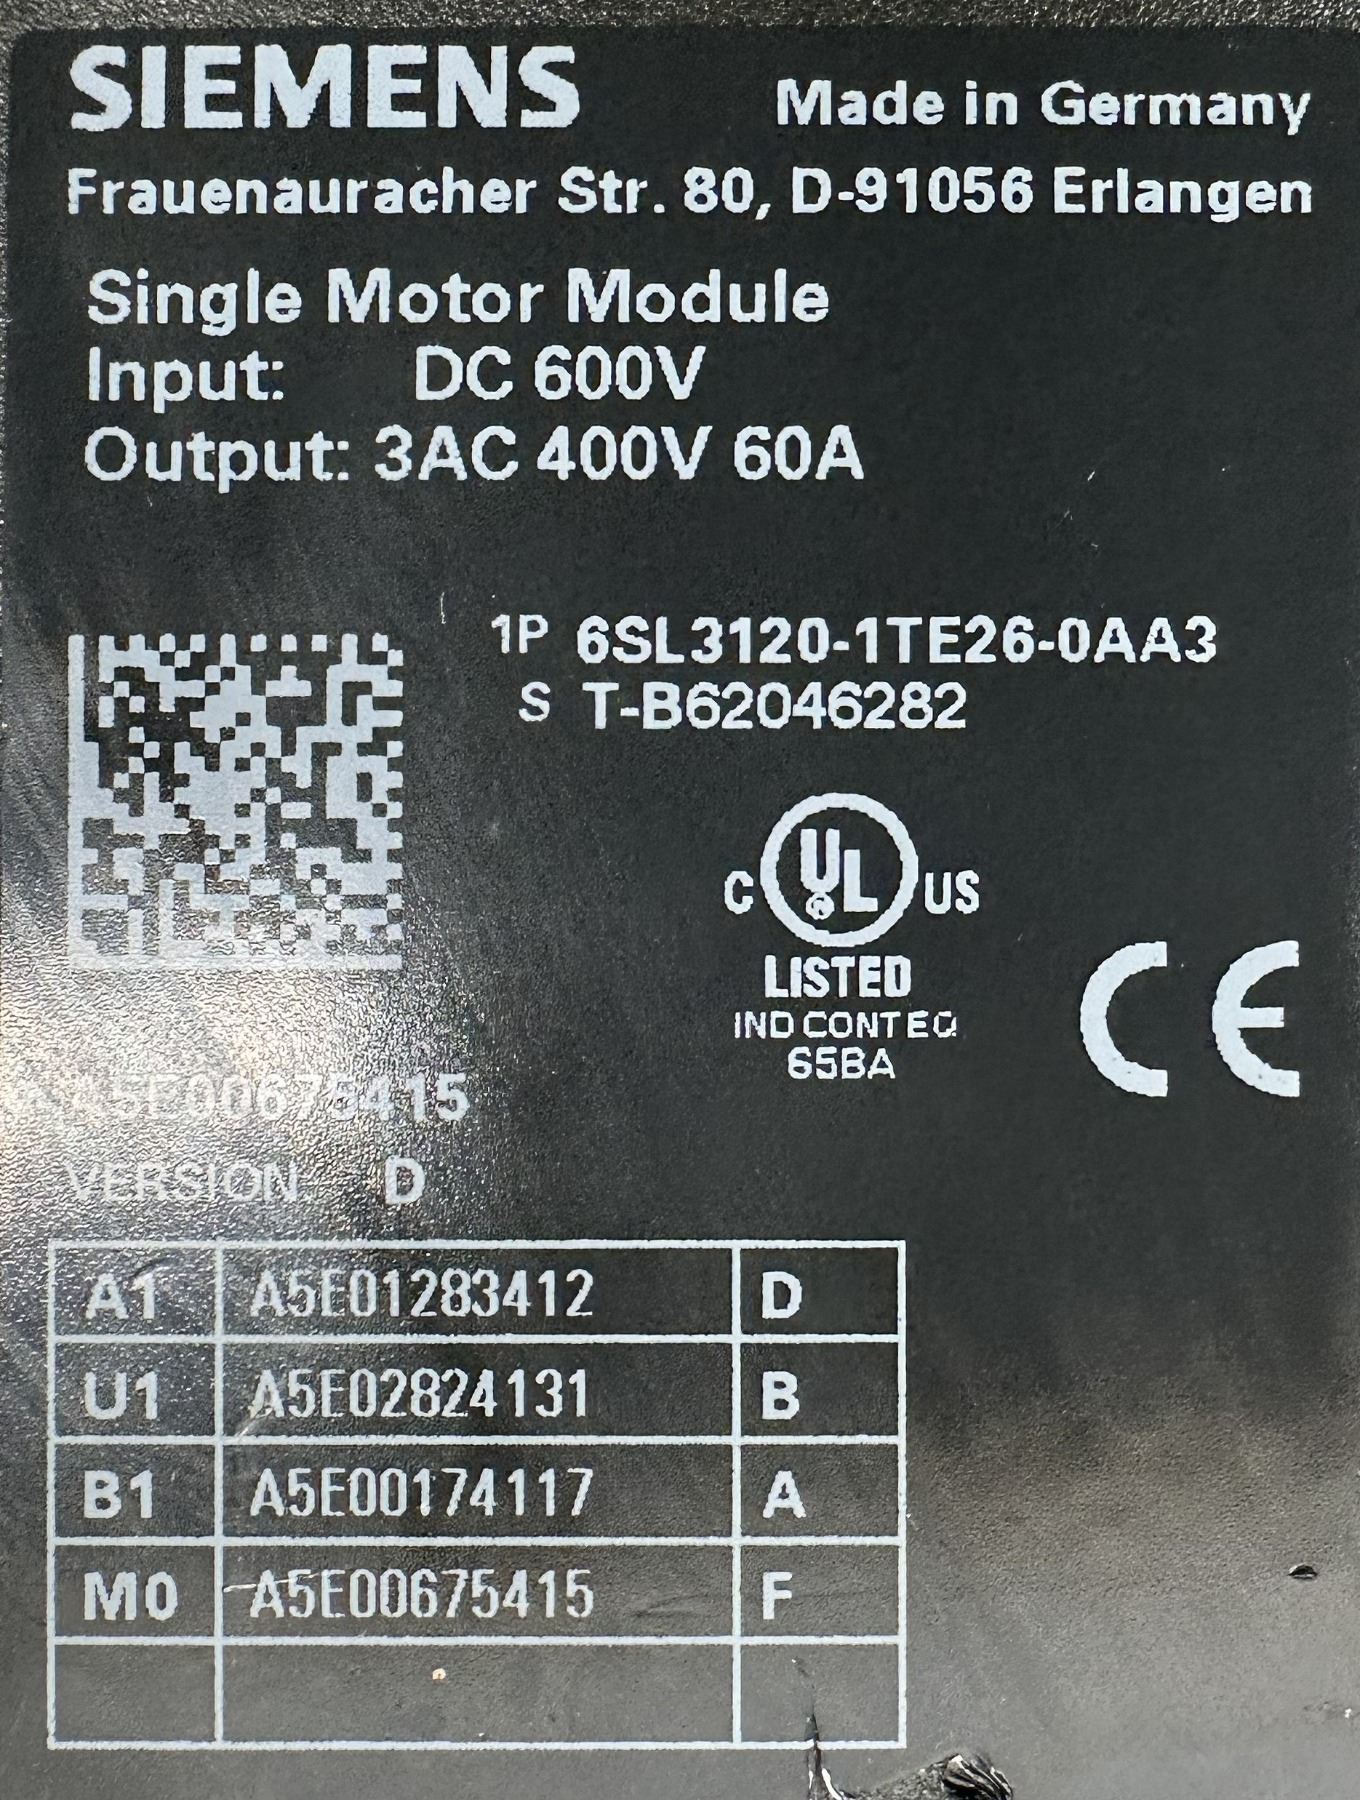 SIEMENS
Made in Germany
Frauenauracher Str. 80, D-91056 Erlangen
Single Motor Module
Input: DC 600V
Output: 3AC 400V 60A
1P 6SL3120-1TE26-0AA3
S T-B62046282
C UL® US
LISTED
IND CONT EQ
65BA
CE
A5E00675415
VERSION D
A1 A5E01283412 D
U1 A5E02824131 B
B1 A5E00174117 A
M0 A5E00675415 F